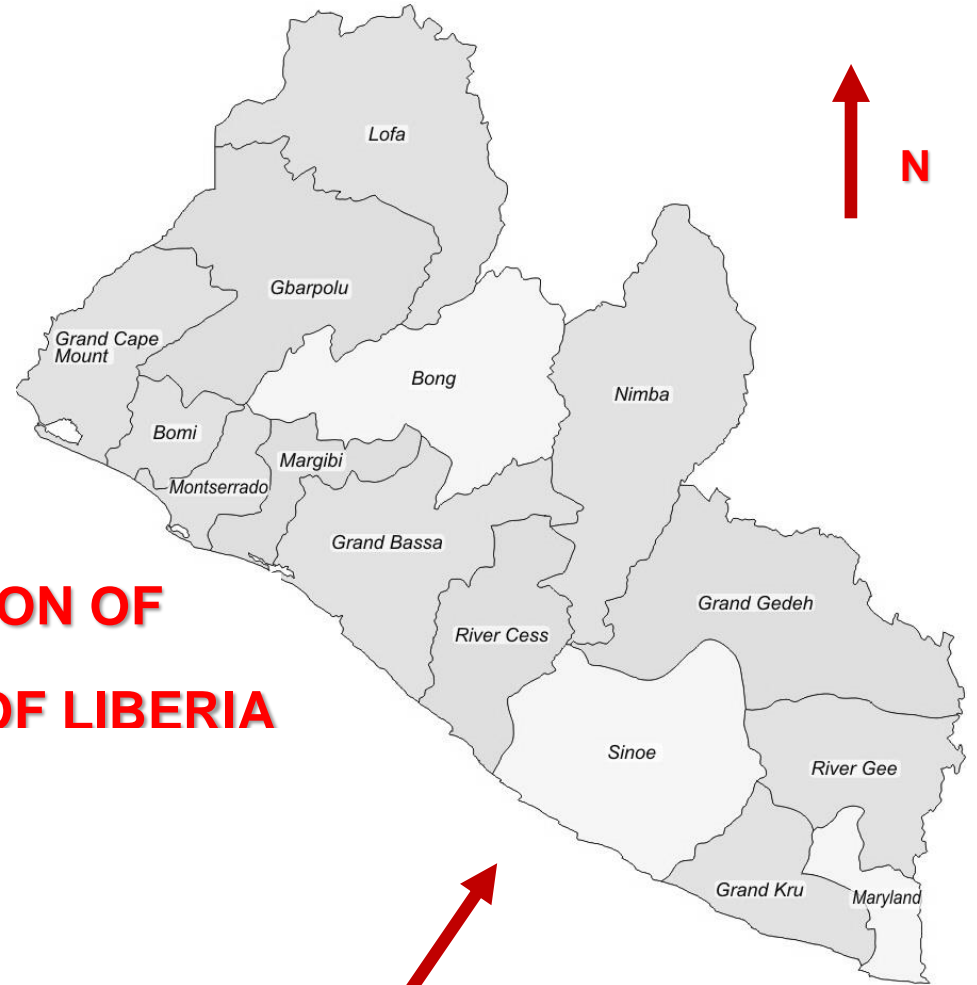 Lofa
N
Gbarpolu
Grand Cape
Mount
Bong
Nimba
Bomi
Margibi
Montserrado
Grand Bassa
ON OF
Grand Gedeh
River Cess
OF LIBERIA
Sinoe
River Gee
Grand Kru
Maryland